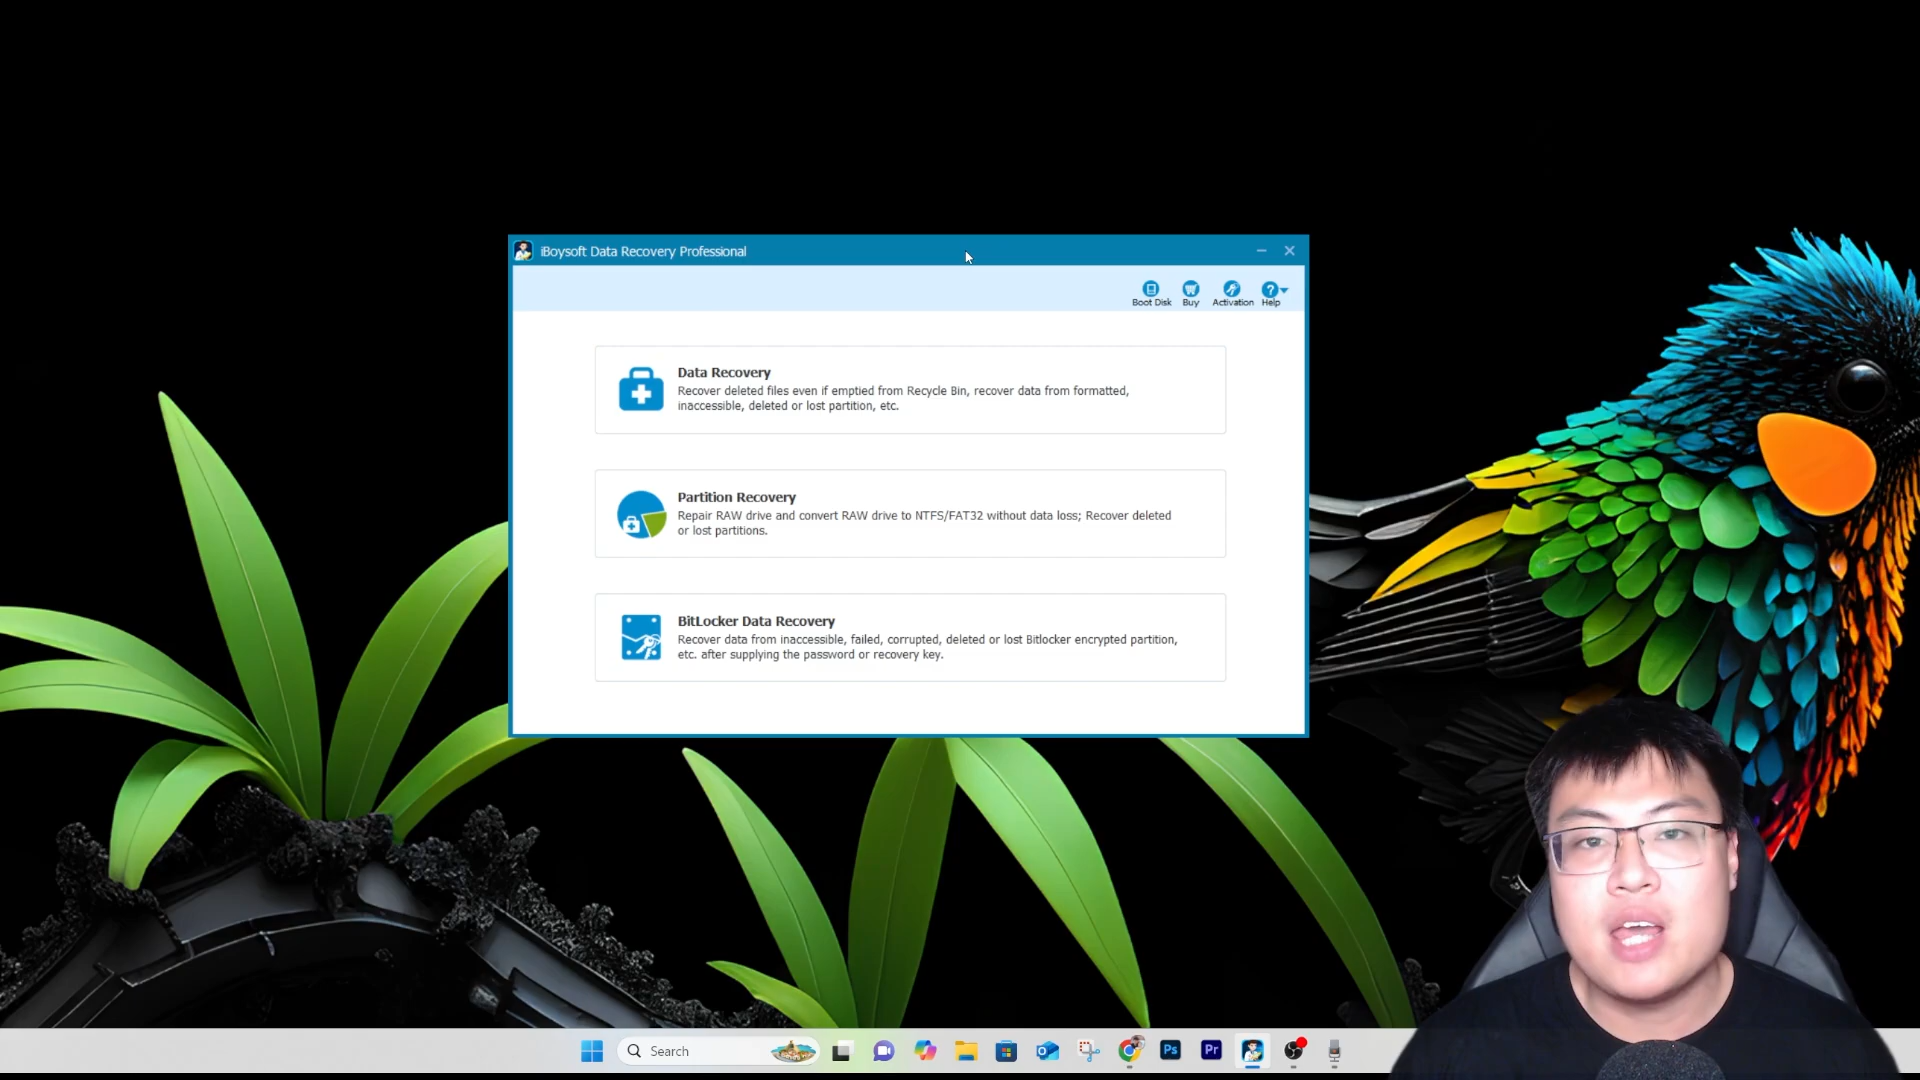 iBoysoft Data Recovery Professional
Boot Disk
Buy
Activation
Help
Data Recovery
Recover deleted files even if emptied from Recycle Bin, recover data from formatted,
inaccessible, deleted or lost partition, etc.
Partition Recovery
Repair RAW drive and convert RAW drive to NTFS/FAT32 without data loss; Recover deleted
or lost partitions.
BitLocker Data Recovery
Recover data from inaccessible, failed, corrupted, deleted or lost Bitlocker encrypted partition,
etc. after supplying the password or recovery key.
Search
Ps
Pr